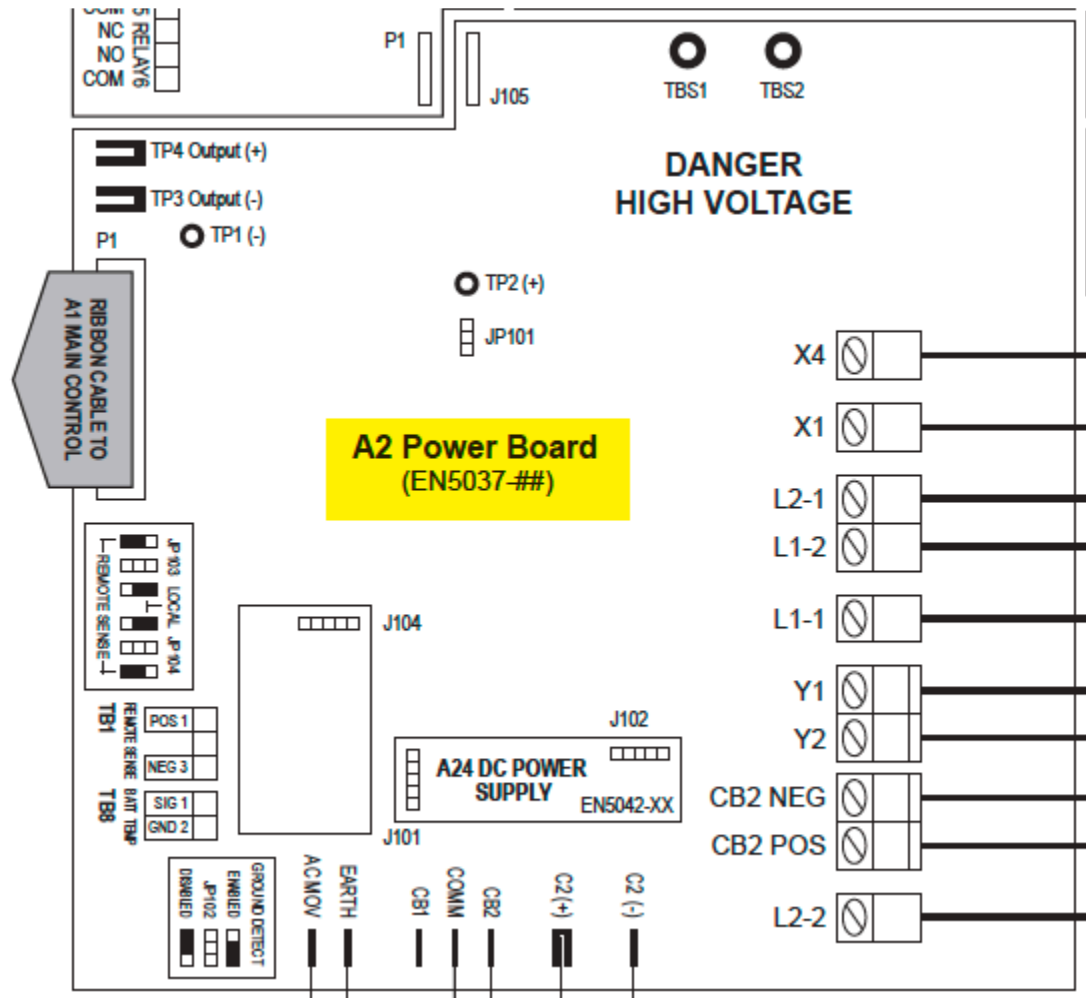 COM
NC
NO
COM
5 RELAY6
P1
J105
TBS1
TBS2
DANGER
HIGH VOLTAGE
TP4 Output (+)
TP3 Output (-)
TP1 (-)
P1
RIBBON CABLE TO
A1 MAIN CONTROL
TP2 (+)
JP101
A2 Power Board
(EN5037-##)
X4
X1
L2-1
L1-2
L1-1
Y1
Y2
CB2 NEG
CB2 POS
L2-2
JP103 LOCAL JP104
REMOTE SENSE
J104
TB1
REMOTE SENSE
POS 1
NEG 3
TB8
BATT TEMP
SIG 1
GND 2
J102
A24 DC POWER
SUPPLY
EN5042-XX
J101
GROUND DETECT
ENABLED
JP102
DISABLED
AC MOV
EARTH
CB1
COMM
CB2
C2 (+)
C2 (-)